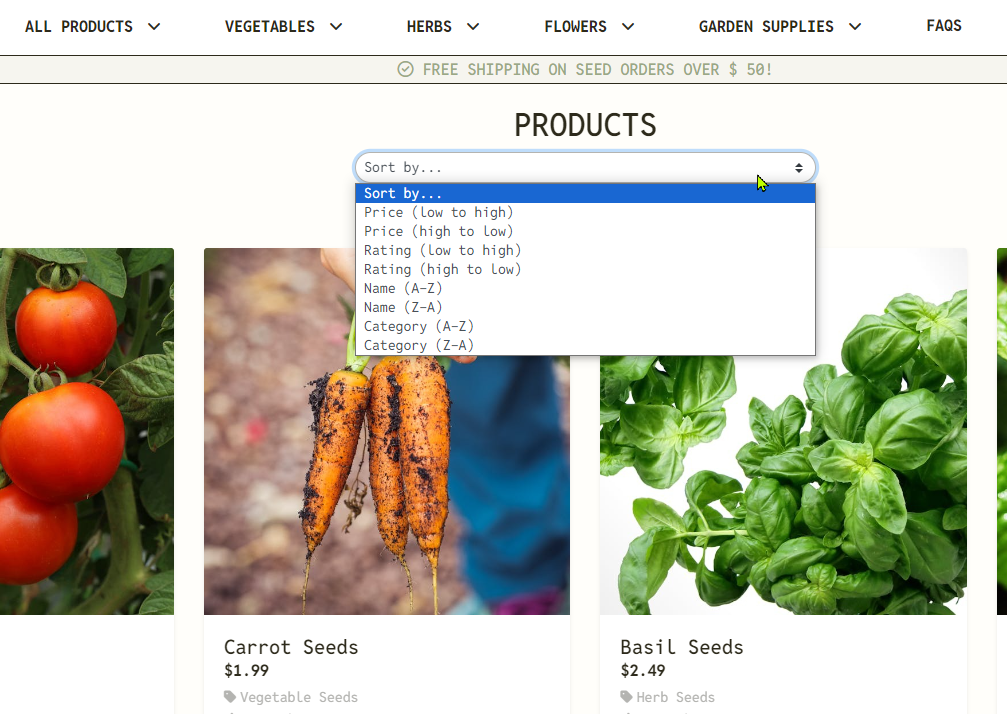 ALL PRODUCTS VEGETABLES HERBS FLOWERS GARDEN SUPPLIES FAQS
FREE SHIPPING ON SEED ORDERS OVER $ 50!
PRODUCTS
Sort by...
Sort by...
Price (low to high)
Price (high to low)
Rating (low to high)
Rating (high to low)
Name (A-Z)
Name (Z-A)
Category (A-Z)
Category (Z-A)
Carrot Seeds
$1.99
Vegetable Seeds
Basil Seeds
$2.49
Herb Seeds